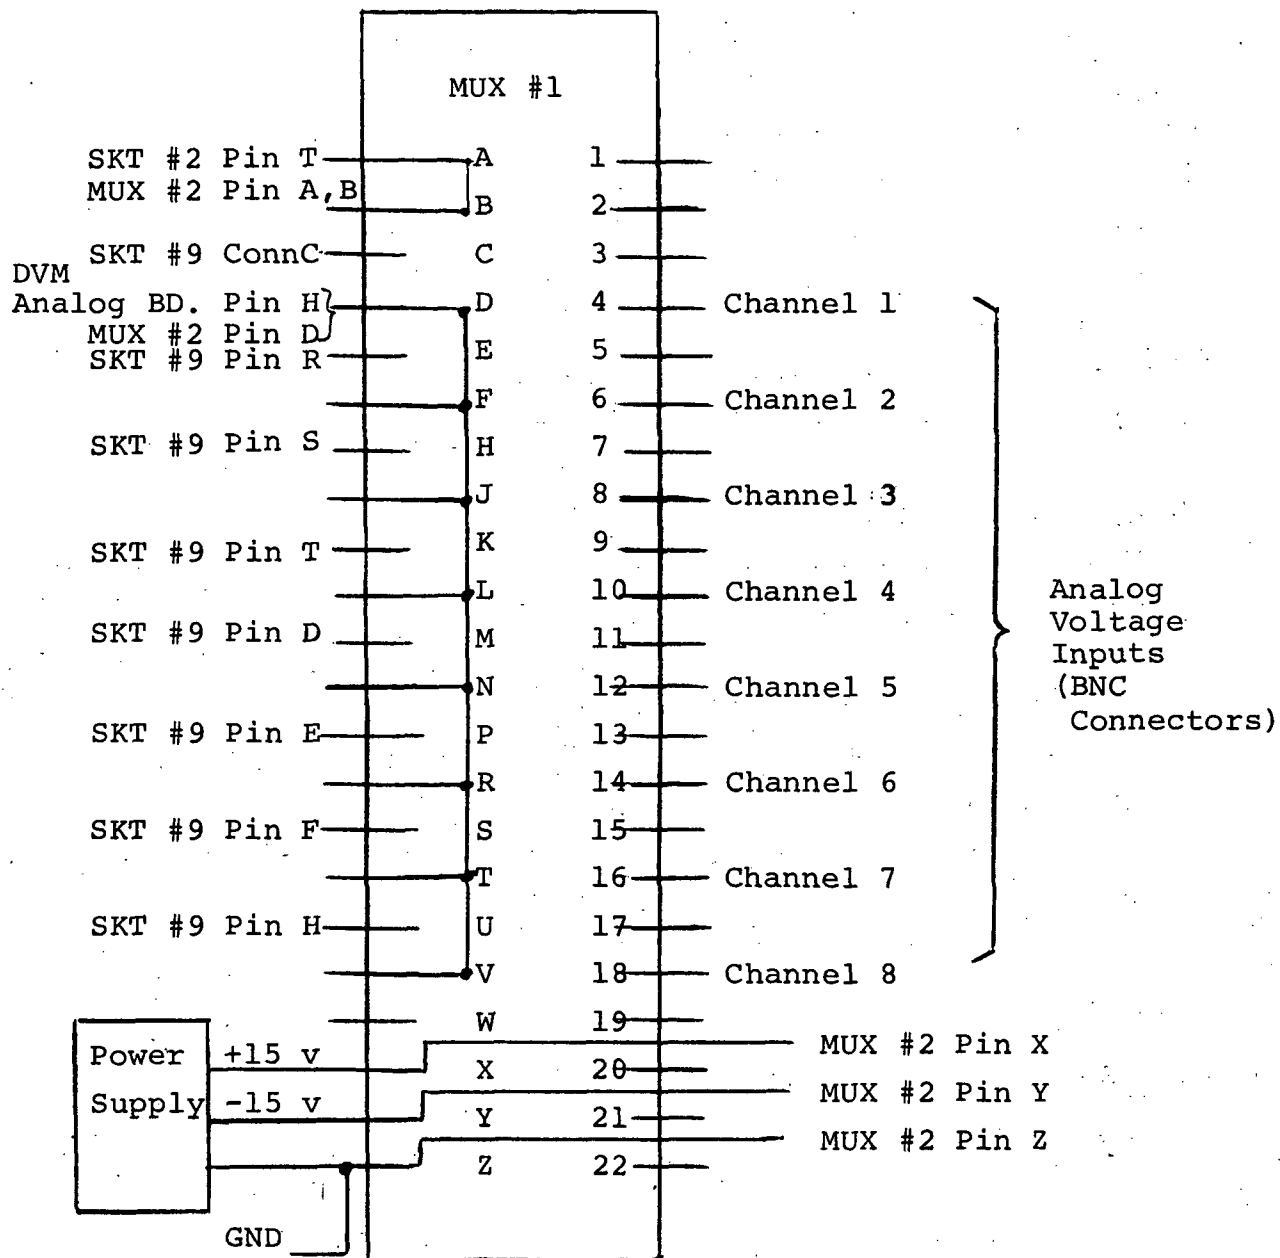 MUX #1
SKT #2 Pin T A 1
MUX #2 Pin A,B
B 2
SKT #9 ConnC C 3
DVM
Analog BD. Pin H D 4 Channel 1
MUX #2 Pin D
SKT #9 Pin R E 5
F 6 Channel 2
SKT #9 Pin S H 7
J 8 Channel 3
SKT #9 Pin T K 9
L 10 Channel 4
SKT #9 Pin D M 11
N 12 Channel 5
SKT #9 Pin E P 13
R 14 Channel 6
SKT #9 Pin F S 15
T 16 Channel 7
SKT #9 Pin H U 17
V 18 Channel 8
W 19
Analog
Voltage
Inputs
(BNC
Connectors)
Power
Supply
+15 v X 20 MUX #2 Pin X
-15 v Y 21 MUX #2 Pin Y
Z 22 MUX #2 Pin Z
GND